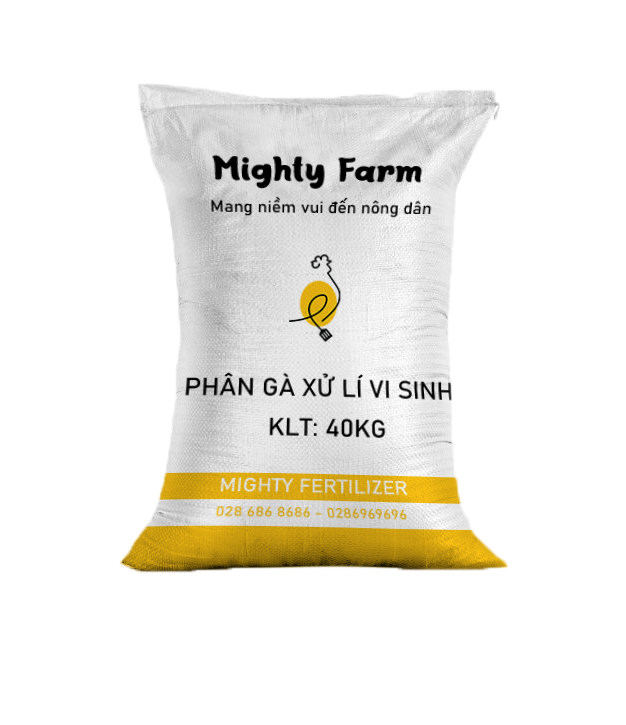 Mighty Farm
Mang niềm vui đến nông dân
PHÂN GÀ XỬ LÍ VI SINH
KLT: 40KG
MIGHTY FERTILIZER
028 686 8686 - 0286969696